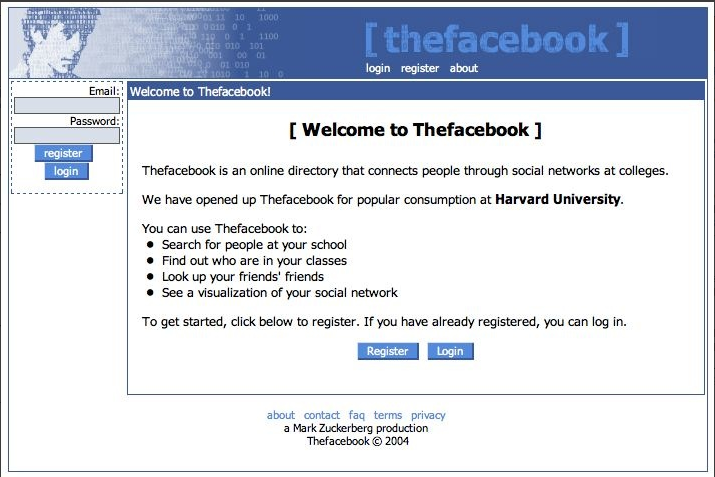 [ thefacebook ]
login register about
Email:
Password:
register
login
Welcome to Thefacebook!
[ Welcome to Thefacebook ]
Thefacebook is an online directory that connects people through social networks at colleges.
We have opened up Thefacebook for popular consumption at Harvard University.
You can use Thefacebook to:
• Search for people at your school
• Find out who are in your classes
• Look up your friends' friends
• See a visualization of your social network
To get started, click below to register. If you have already registered, you can log in.
Register Login
about contact faq terms privacy
a Mark Zuckerberg production
Thefacebook © 2004